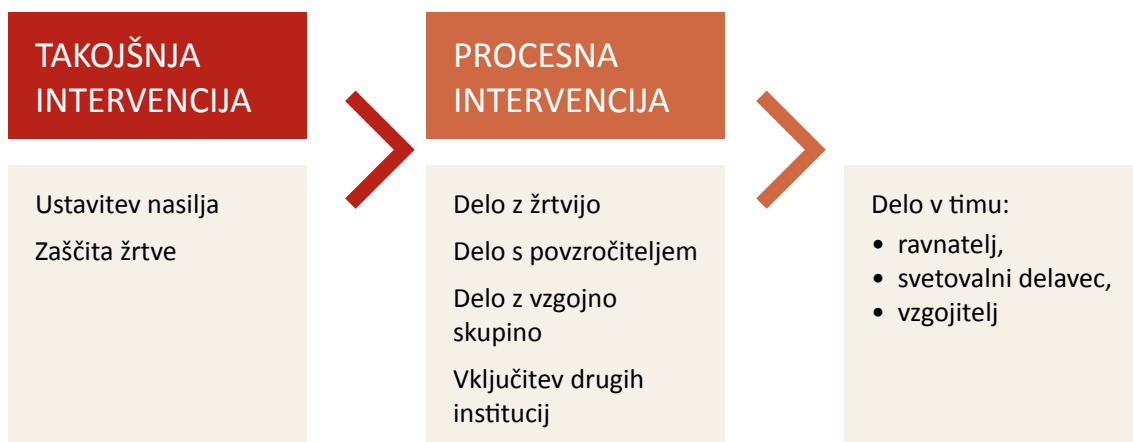 TAKOJŠNJA
INTERVENCIJA
Ustavitev nasilja
Zaščita žrtve
PROCESNA
INTERVENCIJA
Delo z žrtvijo
Delo s povzročiteljem
Delo z vzgojno
skupino
Vključitev drugih
institucij
Delo v timu:
• ravnatelj,
• svetovalni delavec,
• vzgojitelj